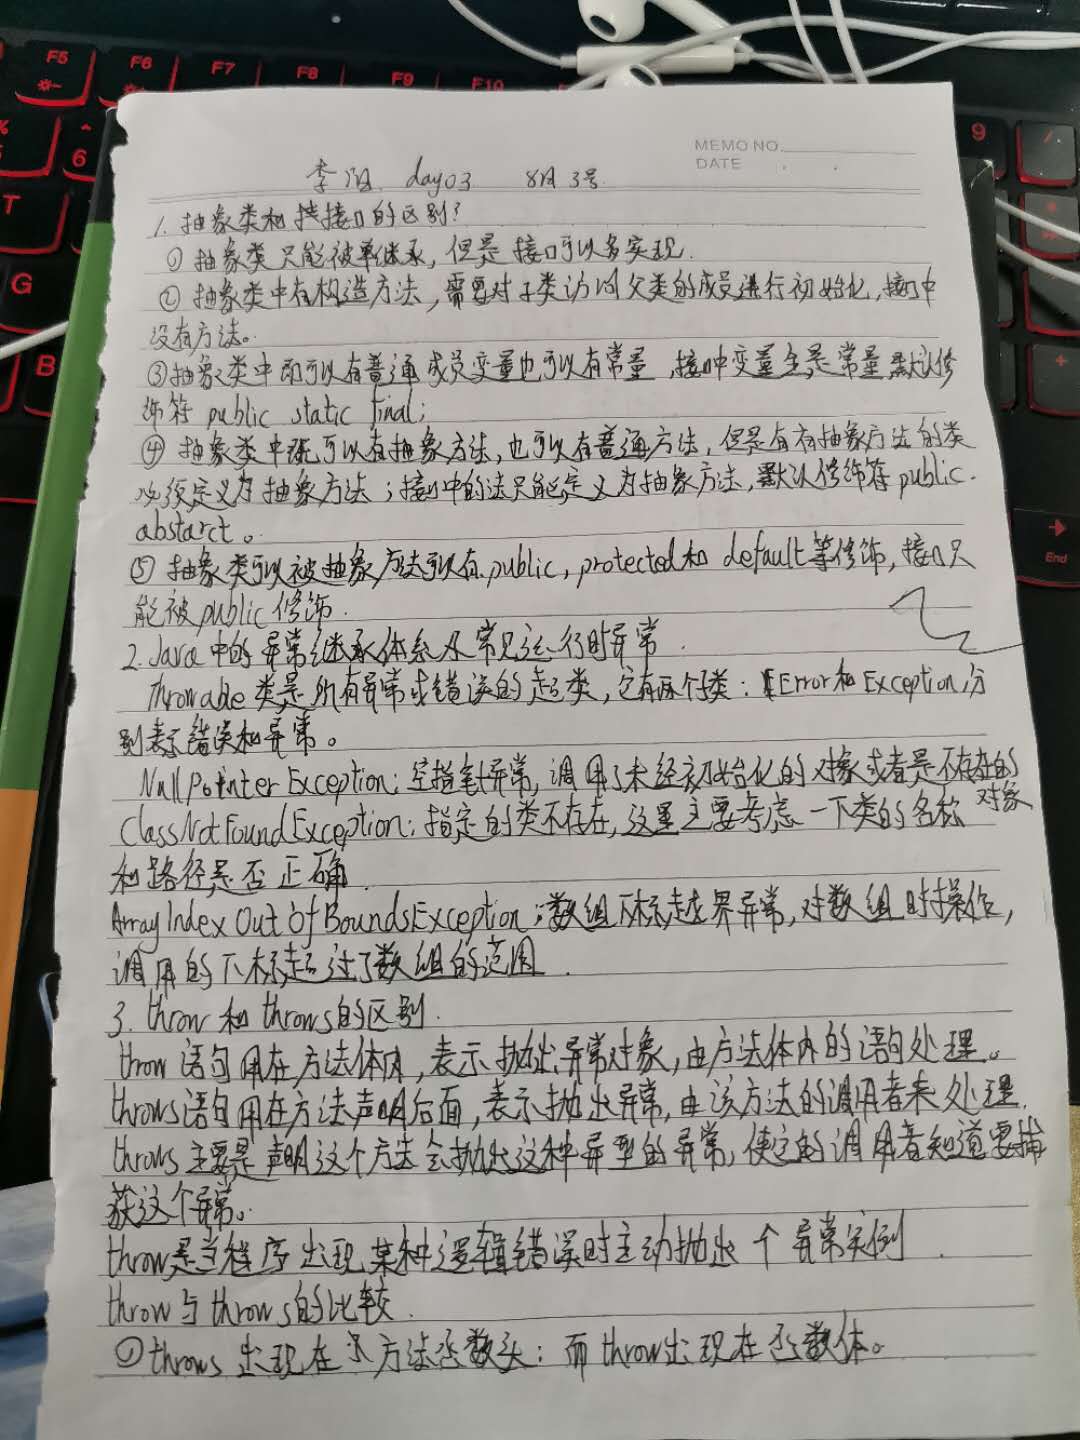 F5 F6 F7 F8 F9 F10
% 5 ^ 6 9 /
T
G
B
+
End
MEMO NO.
DATE
李阳 day03 8月3号
1. 抽象类和接口的区别?
① 抽象类只能被单继承, 但是接口可以多实现.
② 抽象类中有构造方法, 需要对子类访问父类的成员进行初始化, 接口中
没有方法。
③ 抽象类中即可以有普通成员变量也可以有常量, 接口中变量全是常量, 默认修
饰符 public static final;
④ 抽象类中既可以有抽象方法, 也可以有普通方法, 但是有有抽象方法的类
必须定义为抽象方法; 接口中的法只能定义为抽象方法, 默认修饰符 public
abstarct。
⑤ 抽象类可以被抽象方法可以有 public, protected 和 default 等修饰, 接口只
能被 public 修饰.
2. Java 中的异常继承体系及常见运行时异常.
Throwable 类是所有异常或错误的超类, 它有两个子类: Error 和 Exception, 分
别表示错误和异常。
NullPointerException: 空指针异常, 调用了未经初始化的对象或者是不存在的
对象
ClassNotFoundException: 指定的类不存在, 这里主要考虑一下类的名称
和路径是否正确.
ArrayIndexOutOfBoundsException: 数组下标越界异常, 对数组时操作,
调用的下标超过了数组的范围.
3. throw 和 throws 的区别.
throw 语句用在方法体内, 表示抛出异常对象, 由方法体内的语句处理。
throws 语句用在方法声明后面, 表示抛出异常, 由该方法的调用者来处理.
throws 主要是声明这个方法会抛出这种异型的异常, 使它的调用者知道要捕
获这个异常。
throw 是当程序出现某种逻辑错误时主动抛出 个异常实例.
throw 与 throws 的比较.
① throws 出现在 方法函数头; 而 throw 出现在函数体。